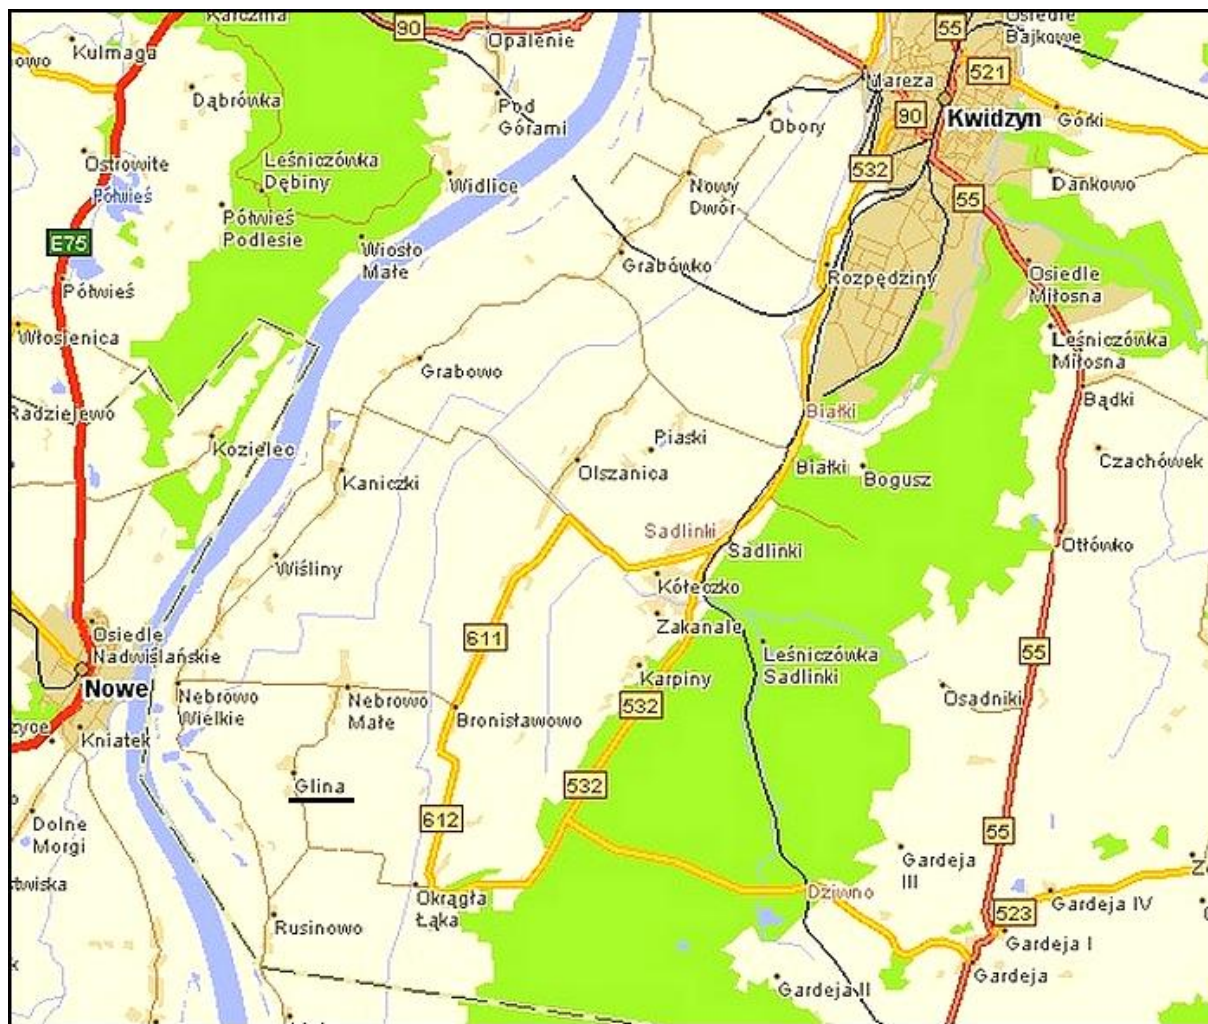 Karczma
90
Opalenie
55
Osiedle
Bajkowe
owo
Kulmaga
521
Mareza
Dąbrówka
Pod
Górami
Obory
90
Kwidzyn
Górki
Ostrowite
Półwieś
Leśniczówka
Dębiny
Widlice
Nowy
Dwór
532
55
Dankowo
Półwieś
Podlesie
E75
Wiosło
Małe
Grabówko
Rozpędziny
Osiedle
Miłosna
Półwieś
Włosienica
Leśniczówka
Miłosna
Grabowo
Bądki
Radziejewo
Białki
Kozielec
Piaski
Olszanica
Białki
Bogusz
Czachówek
Kaniczki
Sadlinki
Sadlinki
Otłówko
Wiśliny
Kółeczko
Zakanale
Osiedle
Nadwiślańskie
611
55
Leśniczówka
Sadlinki
Nowe
Nebrowo
Wielkie
Nebrowo
Małe
Karpiny
532
Osadniki
Bronisławowo
zyce
Kniatek
Glina
532
612
55
Dolne
Morgi
Gardeja
III
stwiska
Okrągła
Łąka
Dziwno
523
Gardeja IV
Rusinowo
Gardeja I
Gardeja
Gardeja II